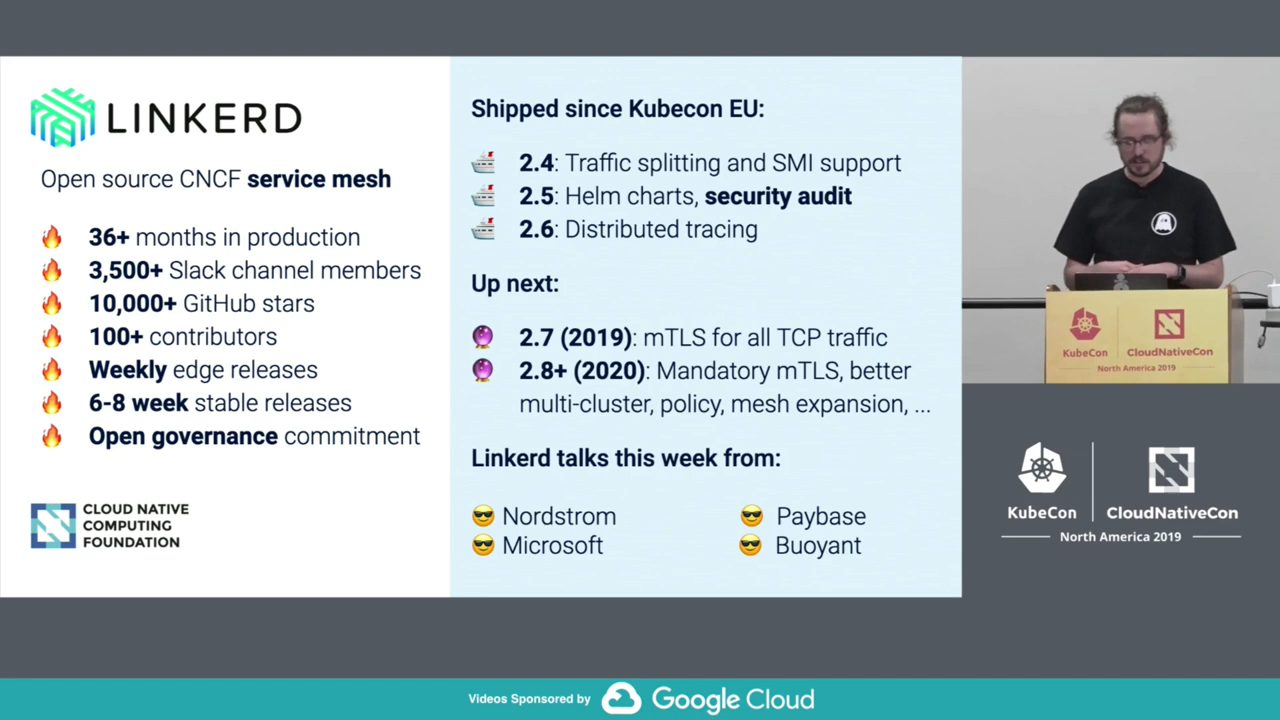 LINKERD
Open source CNCF service mesh
36+ months in production
3,500+ Slack channel members
10,000+ GitHub stars
100+ contributors
Weekly edge releases
6-8 week stable releases
Open governance commitment
CLOUD NATIVE
COMPUTING
FOUNDATION
Shipped since Kubecon EU:
2.4: Traffic splitting and SMI support
2.5: Helm charts, security audit
2.6: Distributed tracing
Up next:
2.7 (2019): mTLS for all TCP traffic
2.8+ (2020): Mandatory mTLS, better
multi-cluster, policy, mesh expansion, ...
Linkerd talks this week from:
Nordstrom
Paybase
Microsoft
Buoyant
KubeCon
CloudNativeCon
North America 2019
KubeCon
CloudNativeCon
North America 2019
Videos Sponsored by Google Cloud